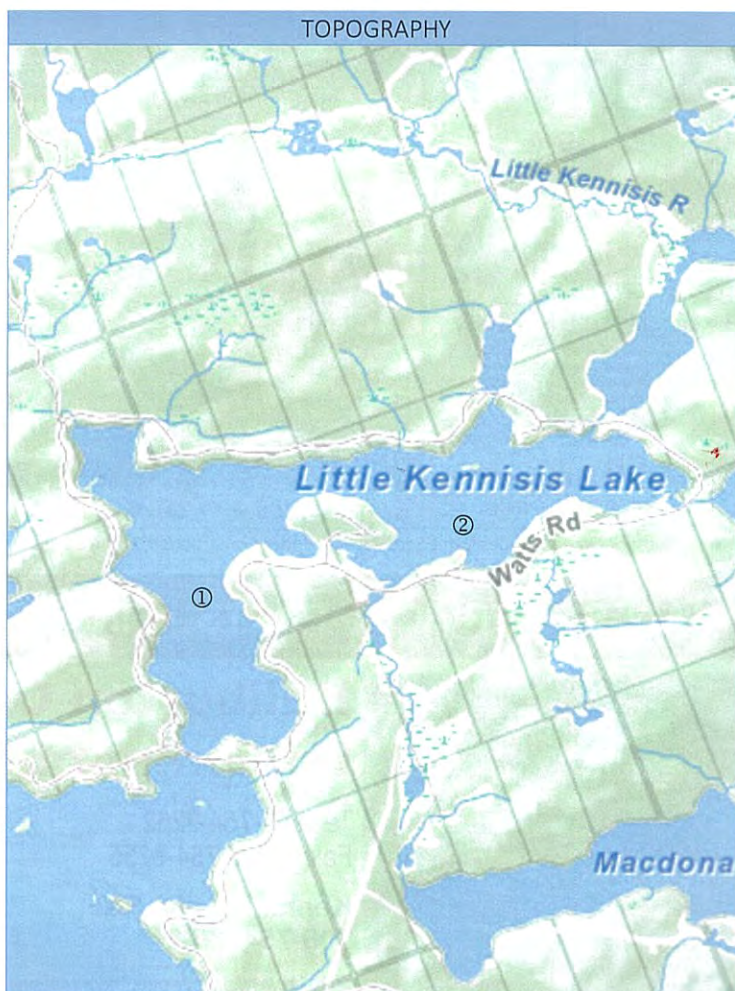 TOPOGRAPHY
Little Kennisis R
Little Kennisis Lake
②
Watts Rd
①
Macdona